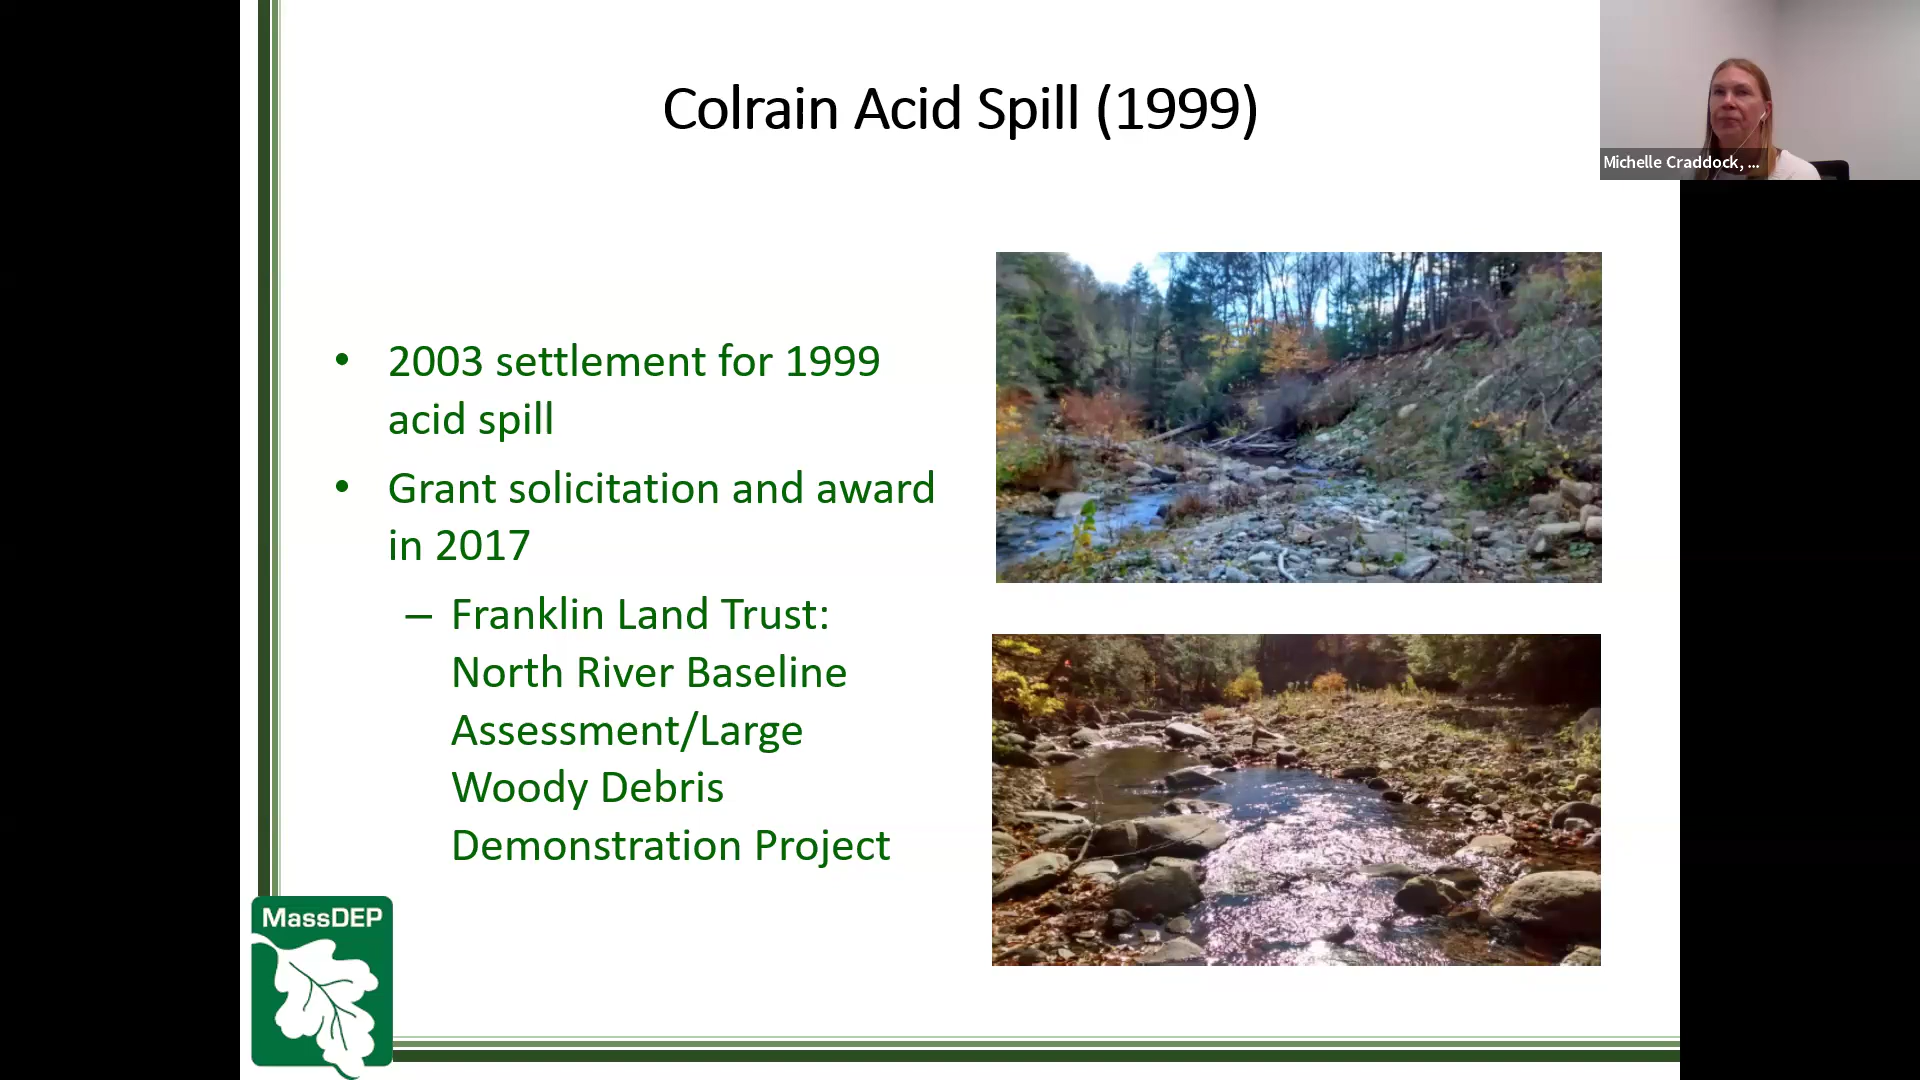 Colrain Acid Spill (1999)
Michelle Craddock, ...
• 2003 settlement for 1999
acid spill
• Grant solicitation and award
in 2017
– Franklin Land Trust:
North River Baseline
Assessment/Large
Woody Debris
Demonstration Project
MassDEP